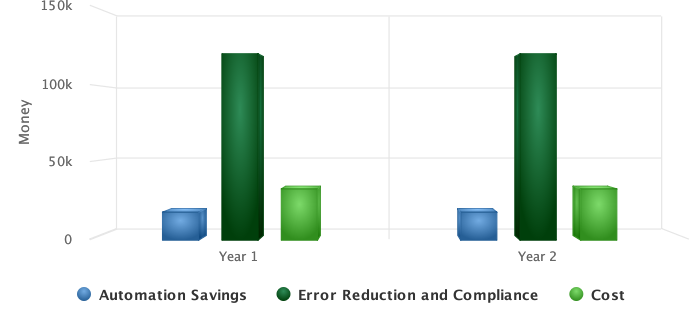 150k
100k
Money
50k
0
Year 1 Year 2
Automation Savings Error Reduction and Compliance Cost